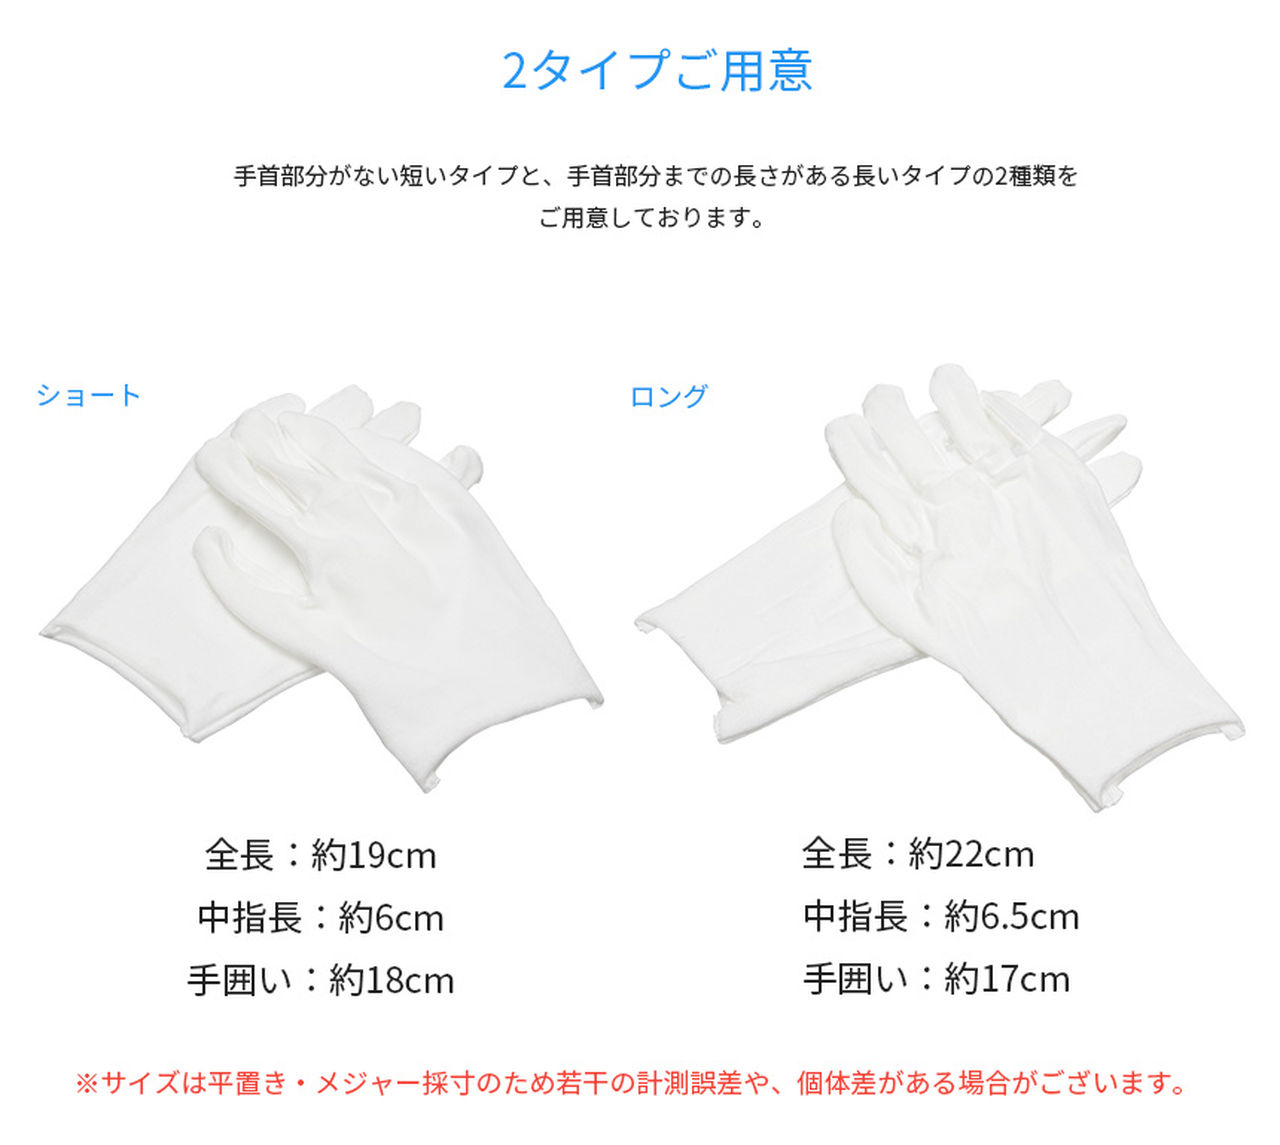 2タイプご用意
手首部分がない短いタイプと、手首部分までの長さがある長いタイプの2種類を
ご用意しております。
ショート
ロング
全長：約19cm
中指長：約6cm
手囲い：約18cm
全長：約22cm
中指長：約6.5cm
手囲い：約17cm
※サイズは平置き・メジャー採寸のため若干の計測誤差や、個体差がある場合がございます。